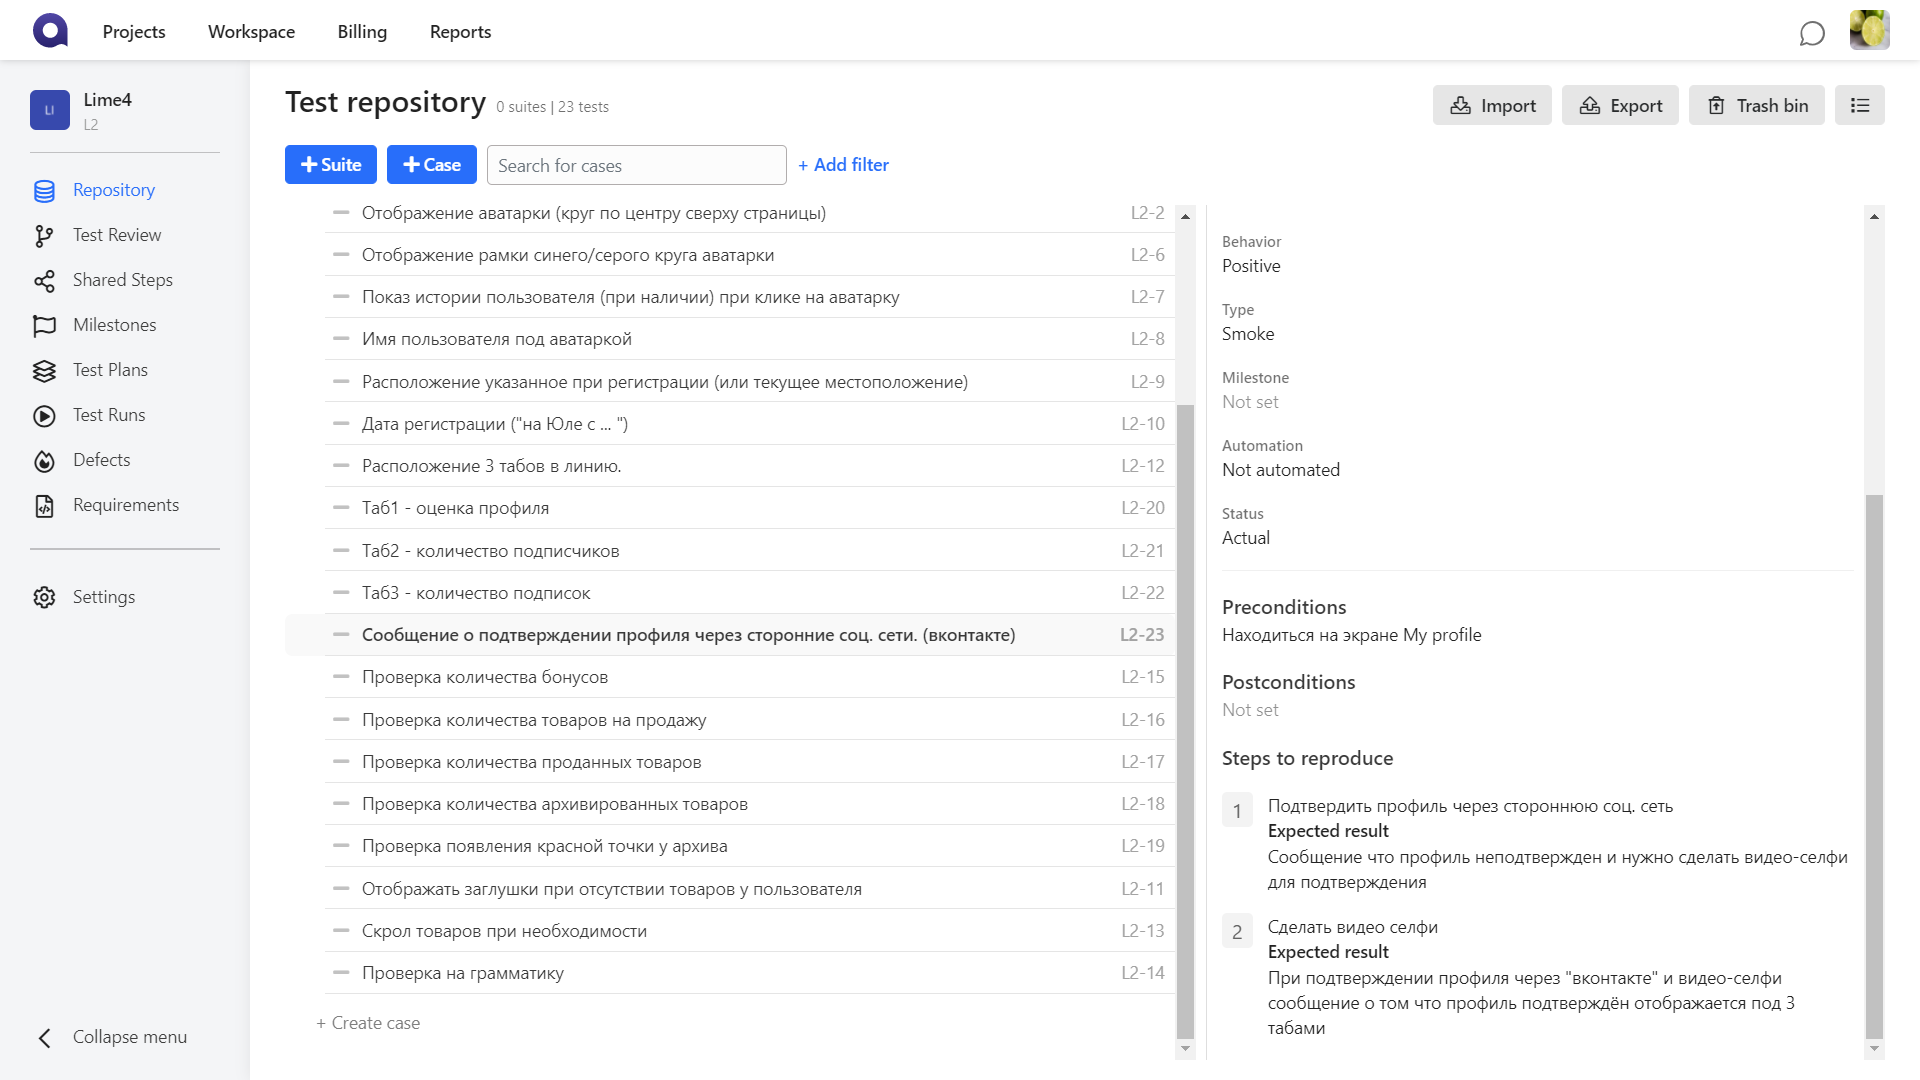 Projects
Workspace
Billing
Reports
LI
Lime4
L2
Repository
Test Review
Shared Steps
Milestones
Test Plans
Test Runs
Defects
Requirements
Settings
Collapse menu
Test repository 0 suites | 23 tests
Import
Export
Trash bin
Suite
Case
Search for cases
+ Add filter
Отображение аватарки (круг по центру сверху страницы) L2-2
Отображение рамки синего/серого круга аватарки L2-6
Показ истории пользователя (при наличии) при клике на аватарку L2-7
Имя пользователя под аватаркой L2-8
Расположение указанное при регистрации (или текущее местоположение) L2-9
Дата регистрации ("на Юле с ... ") L2-10
Расположение 3 табов в линию. L2-12
Таб1 - оценка профиля L2-20
Таб2 - количество подписчиков L2-21
Таб3 - количество подписок L2-22
Сообщение о подтверждении профиля через сторонние соц. сети. (вконтакте) L2-23
Проверка количества бонусов L2-15
Проверка количества товаров на продажу L2-16
Проверка количества проданных товаров L2-17
Проверка количества архивированных товаров L2-18
Проверка появления красной точки у архива L2-19
Отображать заглушки при отсутствии товаров у пользователя L2-11
Скрол товаров при необходимости L2-13
Проверка на грамматику L2-14
+ Create case
Behavior
Positive
Type
Smoke
Milestone
Not set
Automation
Not automated
Status
Actual
Preconditions
Находиться на экране My profile
Postconditions
Not set
Steps to reproduce
1 Подтвердить профиль через стороннюю соц. сеть
Expected result
Сообщение что профиль неподтвержден и нужно сделать видео-селфи
для подтверждения
2 Сделать видео селфи
Expected result
При подтверждении профиля через "вконтакте" и видео-селфи
сообщение о том что профиль подтверждён отображается под 3
табами